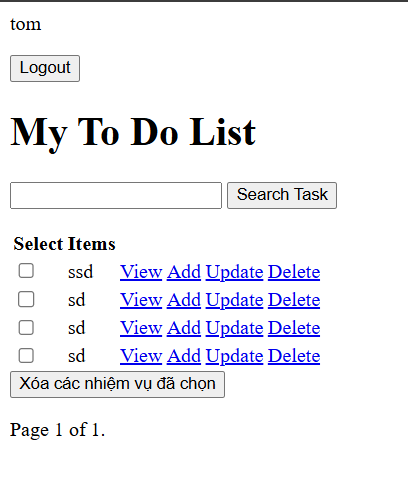 tom
Logout
My To Do List
Search Task
Select Items
ssd View Add Update Delete
sd View Add Update Delete
sd View Add Update Delete
sd View Add Update Delete
Xóa các nhiệm vụ đã chọn
Page 1 of 1.